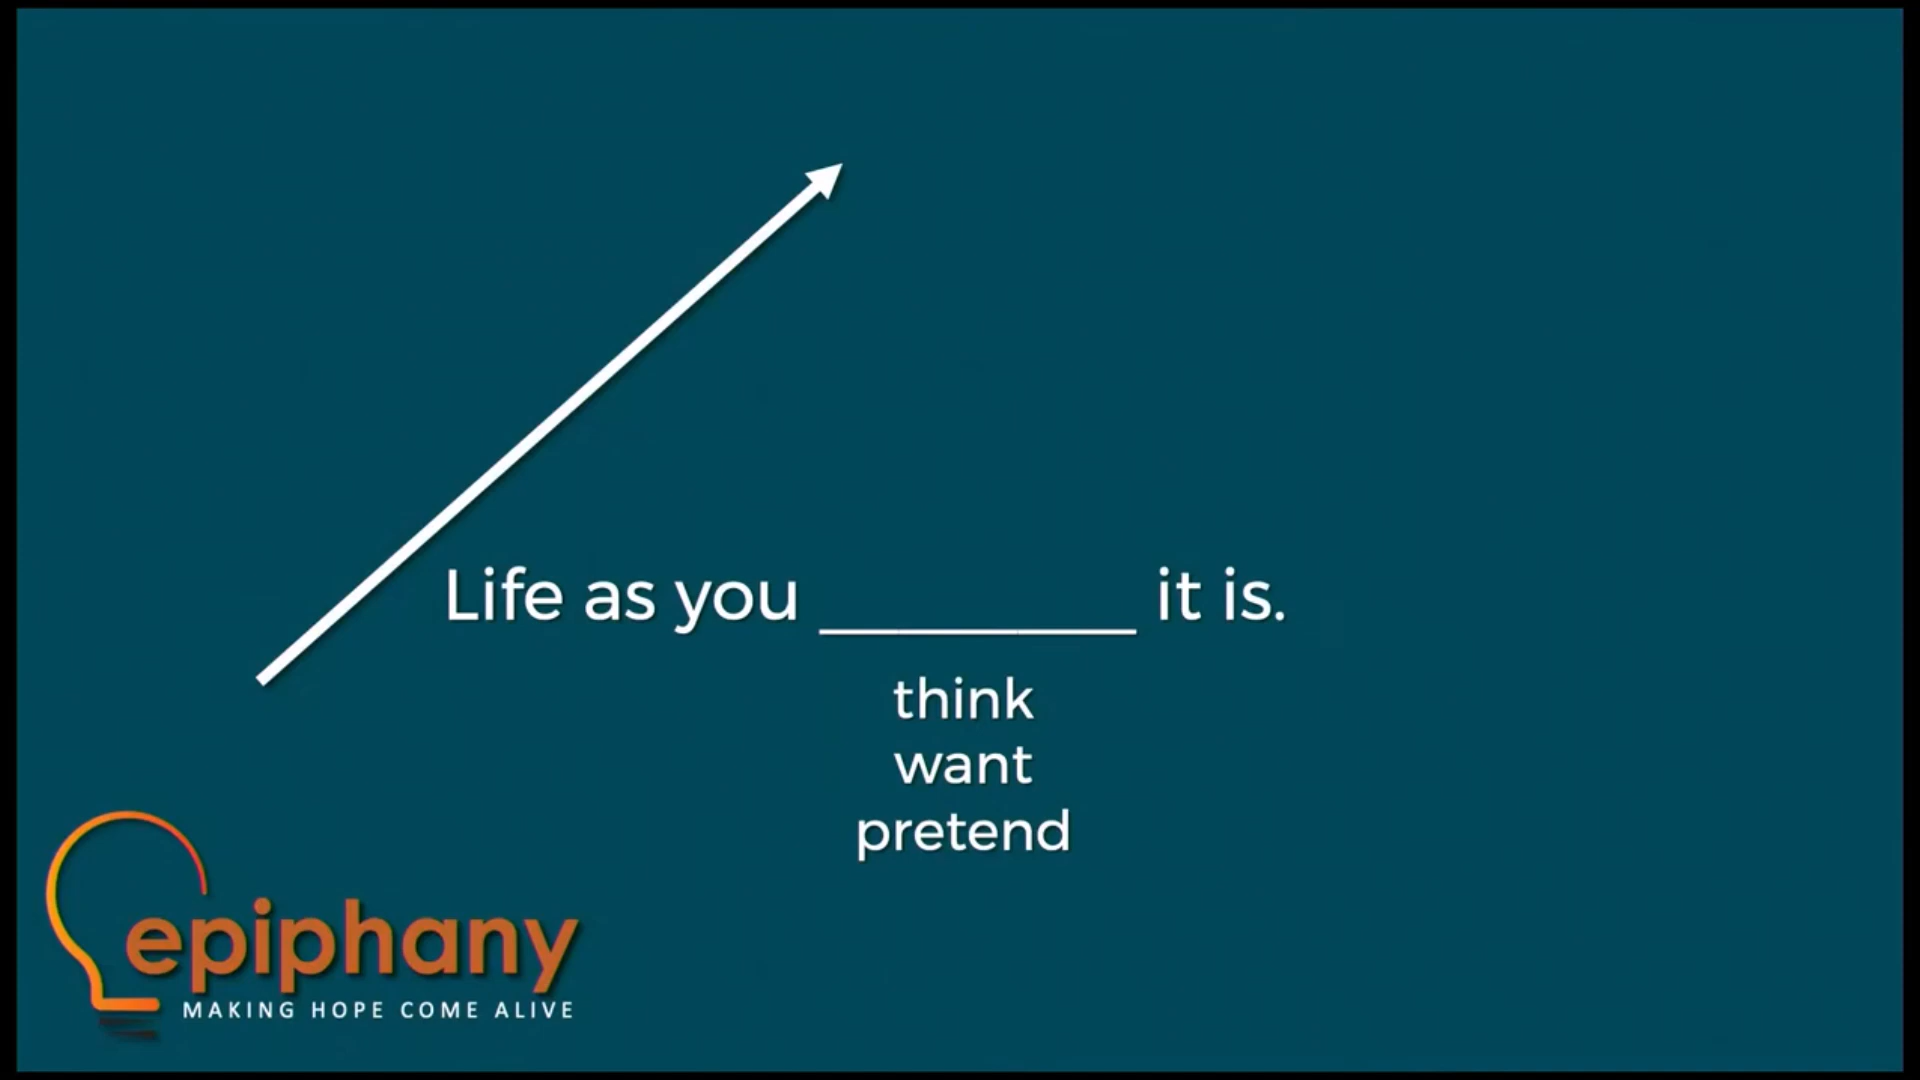 Life as you __________ it is.
think
want
pretend
epiphany
MAKING HOPE COME ALIVE